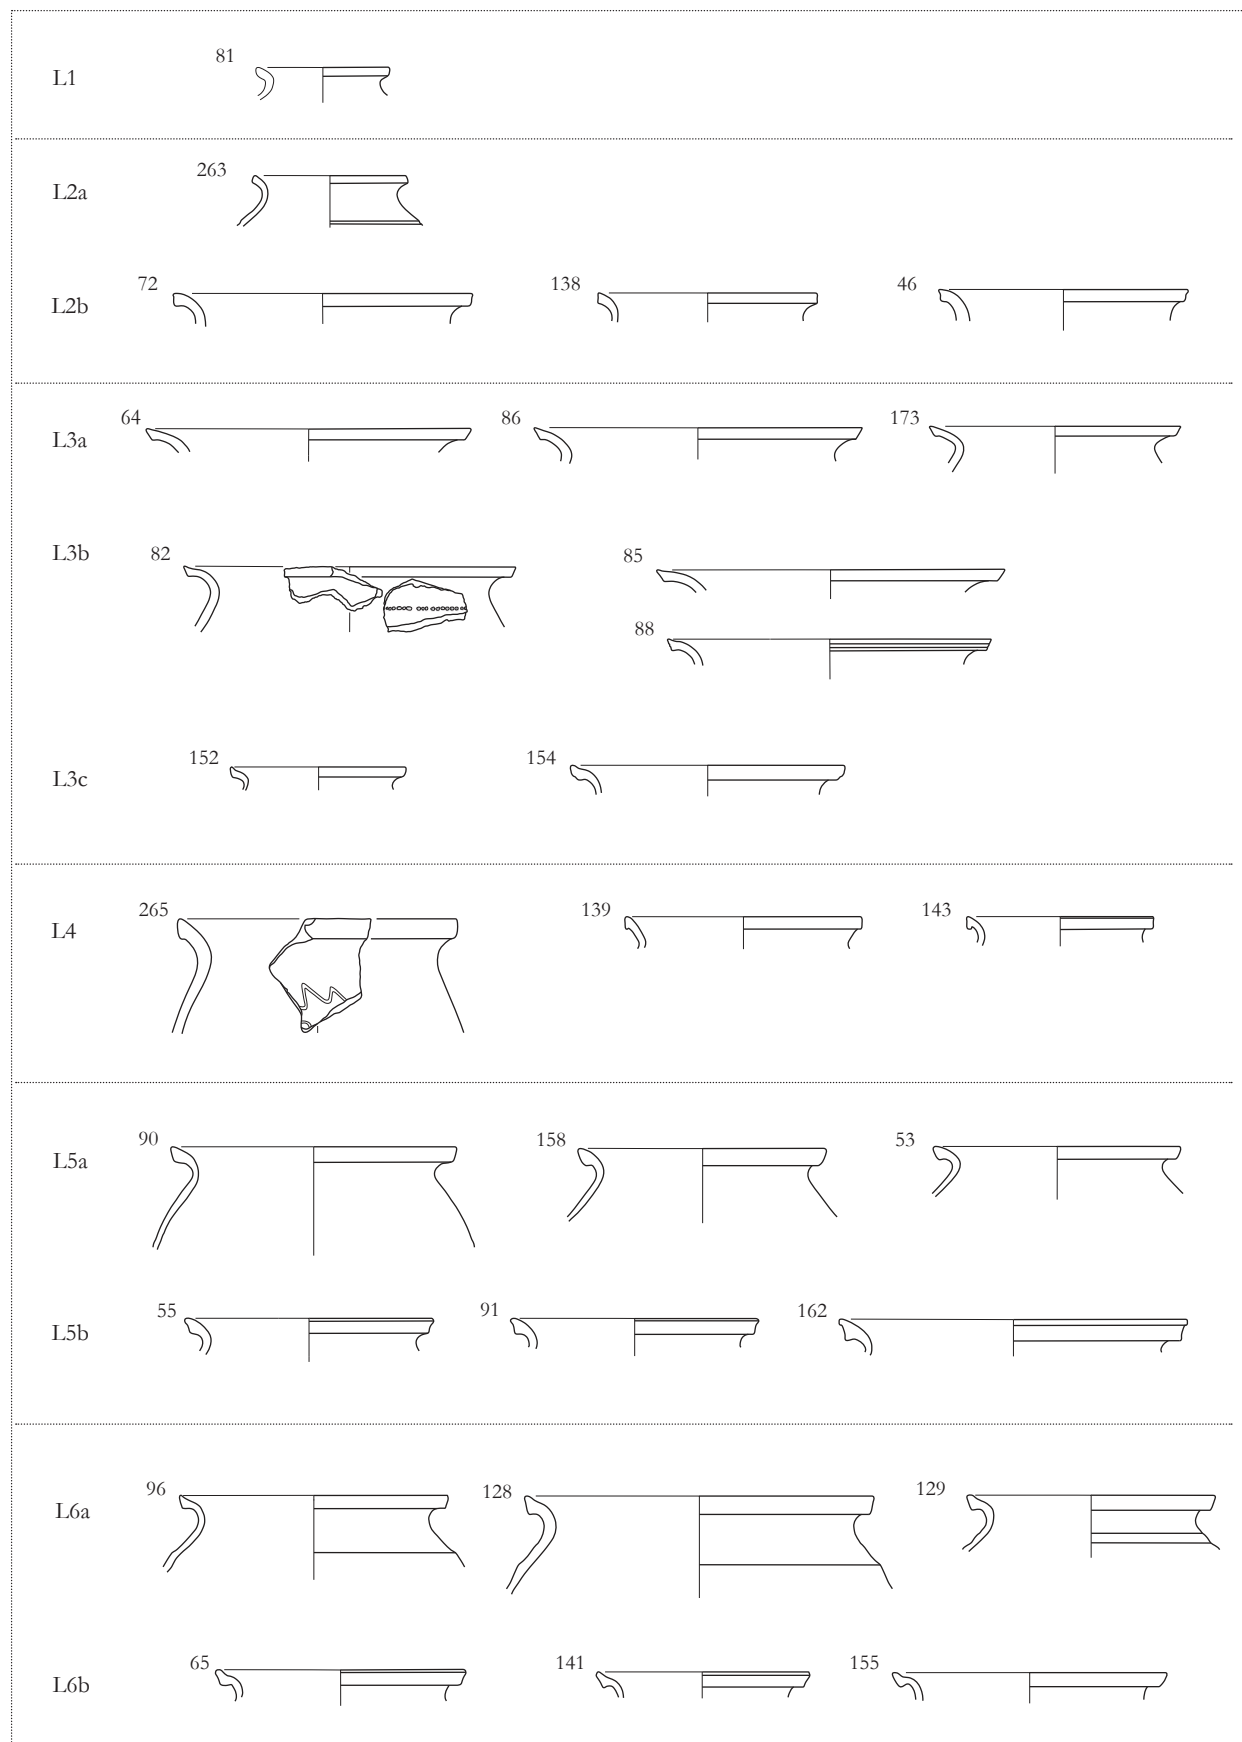 L1 81
L2a 263
L2b 72 138 46
L3a 64 86 173
L3b 82 85
88
L3c 152 154
L4 265 139 143
L5a 90 158 53
L5b 55 91 162
L6a 96 128 129
L6b 65 141 155